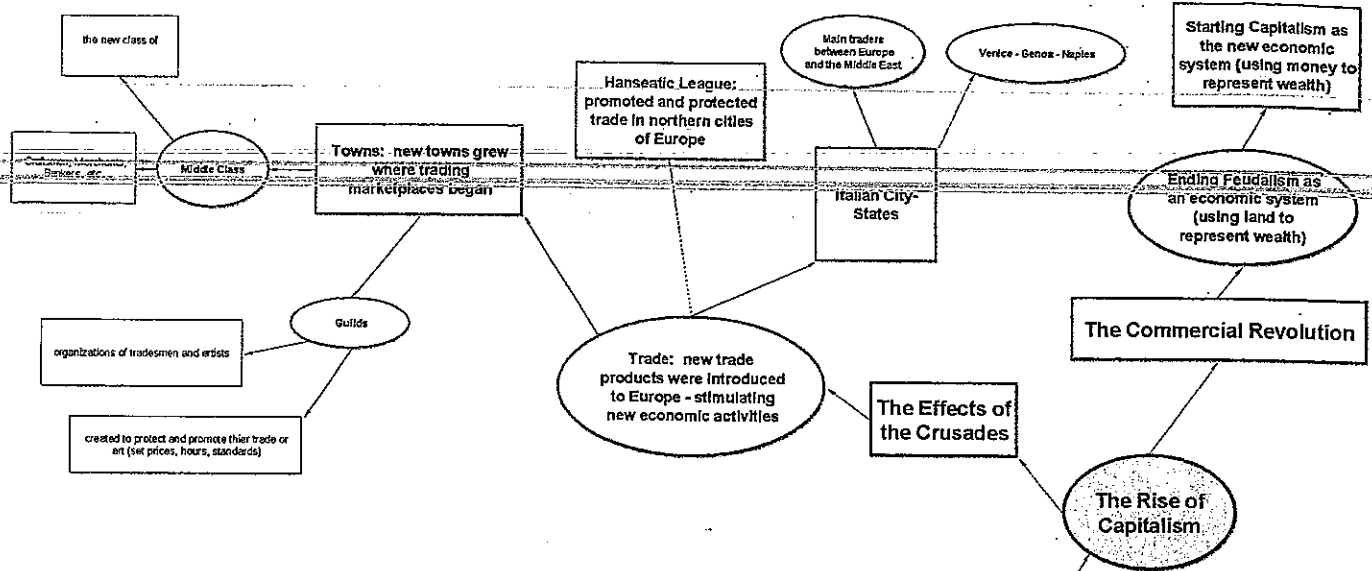 the new class of
Main traders
between Europe
and the Middle East
Venice - Genoa - Naples
Starting Capitalism as
the new economic
system (using money to
represent wealth)
Hanseatic League:
promoted and protected
trade in northern cities
of Europe
Bankers, etc.
Middle Class
Towns: new towns grew
where trading
marketplaces began
Italian City-
States
Ending Feudalism as
an economic system
(using land to
represent wealth)
Guilds
The Commercial Revolution
organizations of tradesmen and artists
Trade: new trade
products were introduced
to Europe - stimulating
new economic activities
The Effects of
the Crusades
created to protect and promote thier trade or
art (set prices, hours, standards)
The Rise of
Capitalism